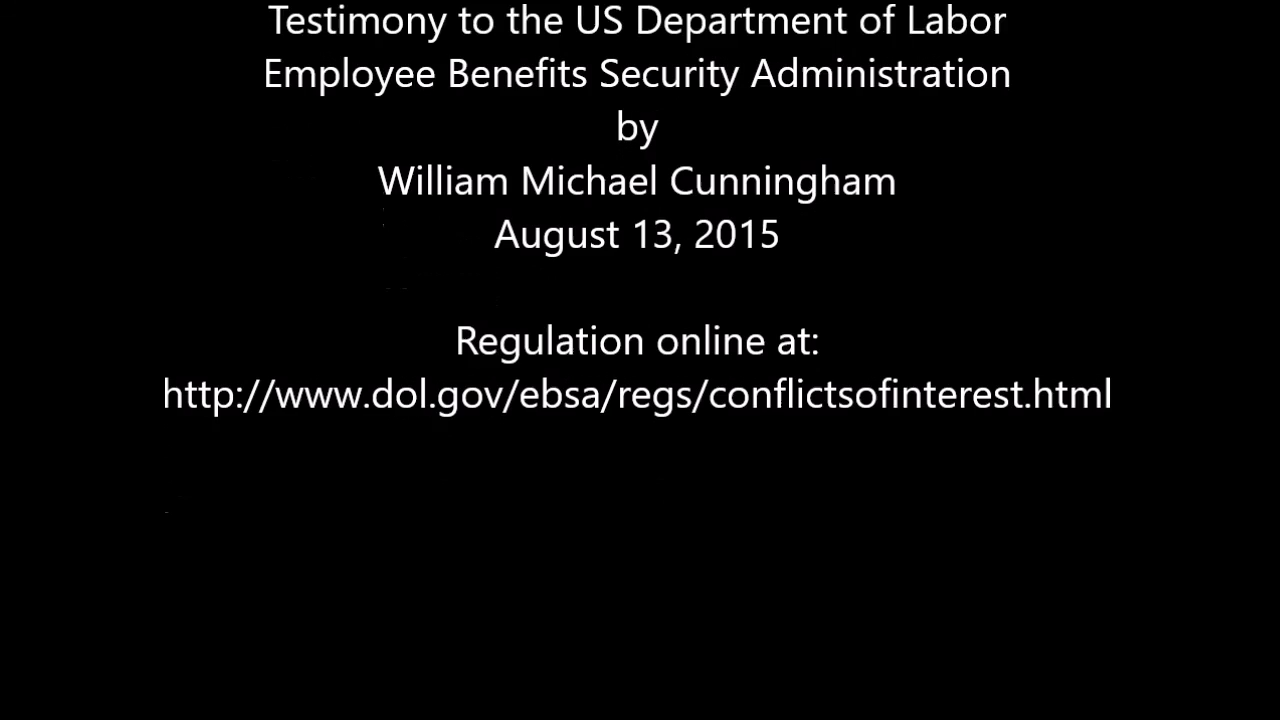 Testimony to the US Department of Labor
Employee Benefits Security Administration
by
William Michael Cunningham
August 13, 2015
Regulation online at:
http://www.dol.gov/ebsa/regs/conflictsofinterest.html